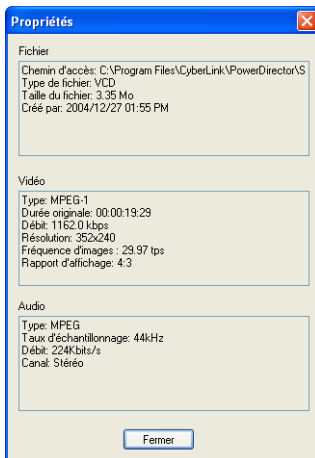 Propriétés
Fichier
Chemin d'accès: C:\Program Files\CyberLink\PowerDirector\S
Type de fichier: VCD
Taille du fichier: 3.35 Mo
Créé par: 2004/12/27 01:55 PM
Vidéo
Type: MPEG-1
Durée originale: 00:00:19:29
Débit: 1162.0 kbps
Résolution: 352x240
Fréquence d'images : 29.97 tps
Rapport d'affichage: 4:3
Audio
Type: MPEG
Taux d'échantillonnage: 44kHz
Débit: 224Kbits/s
Canal: Stéréo
Fermer